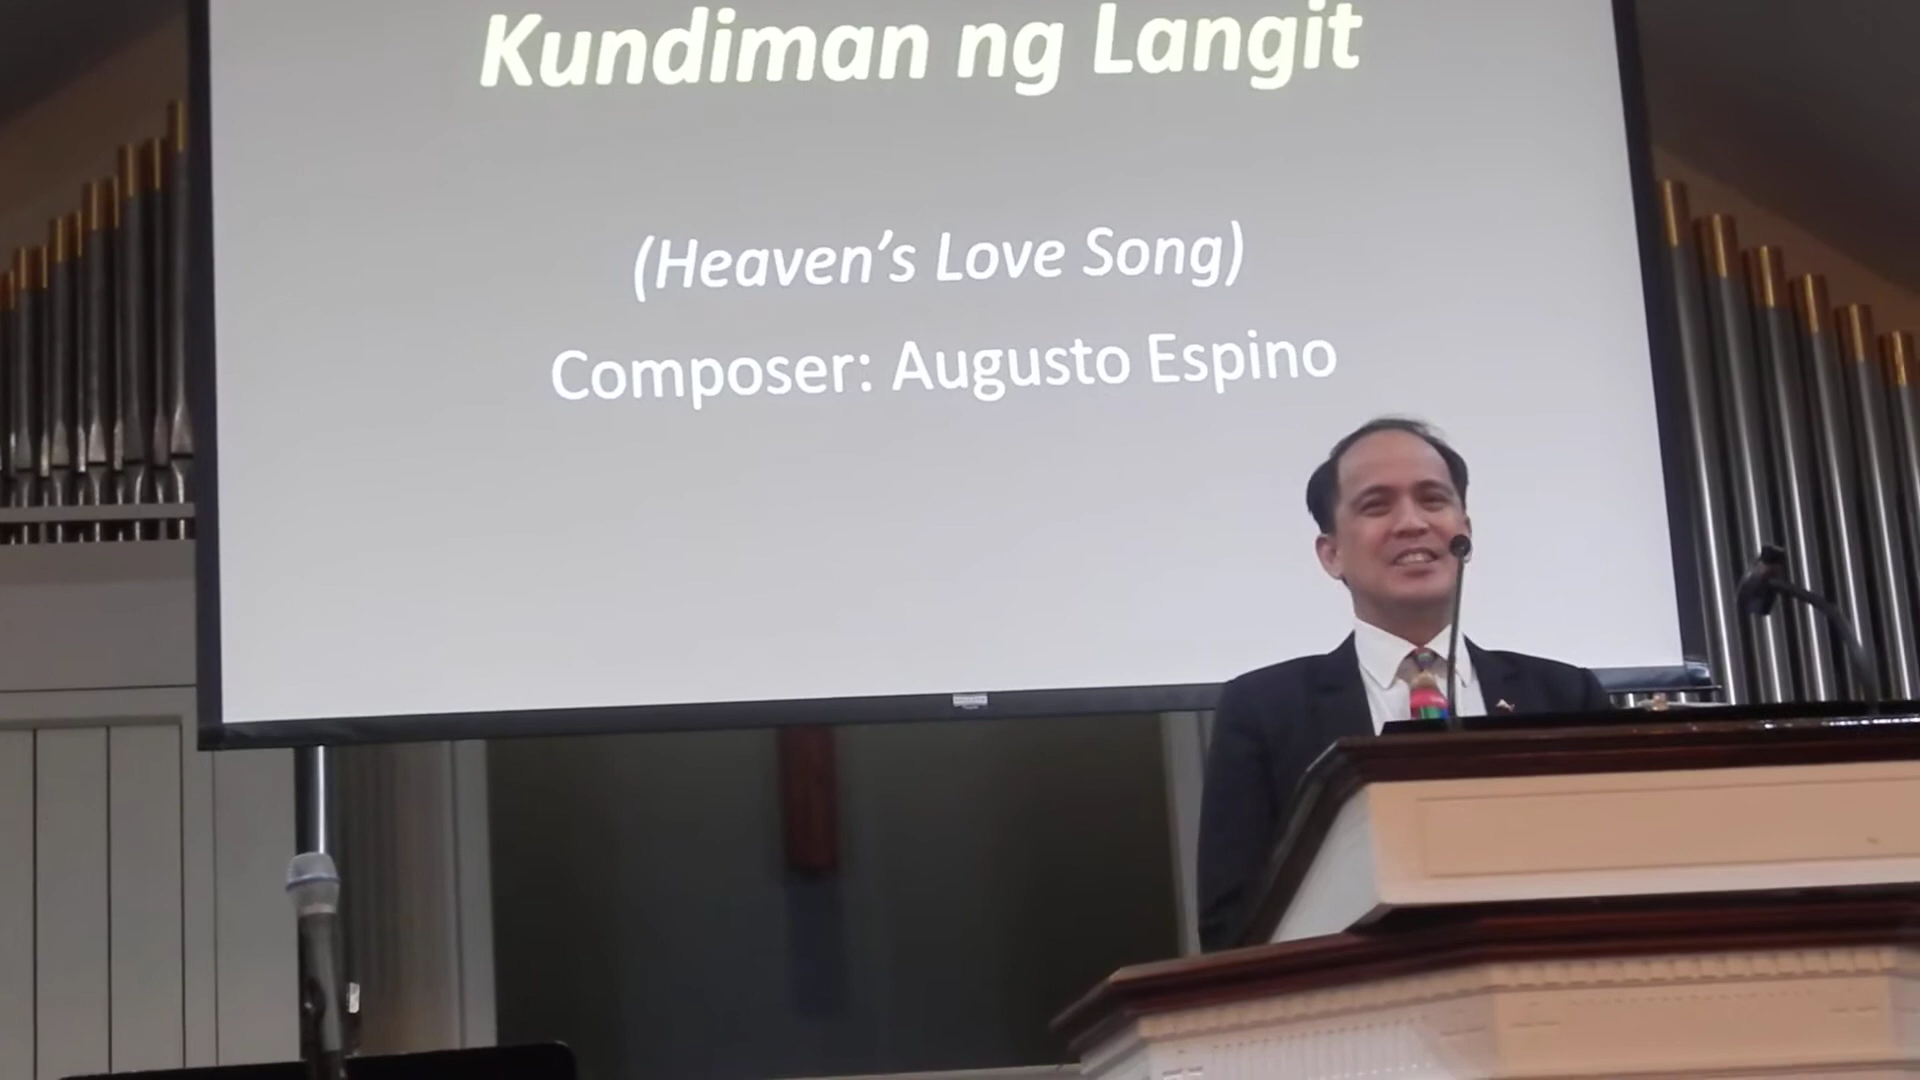 Kundiman ng Langit
(Heaven's Love Song)
Composer: Augusto Espino